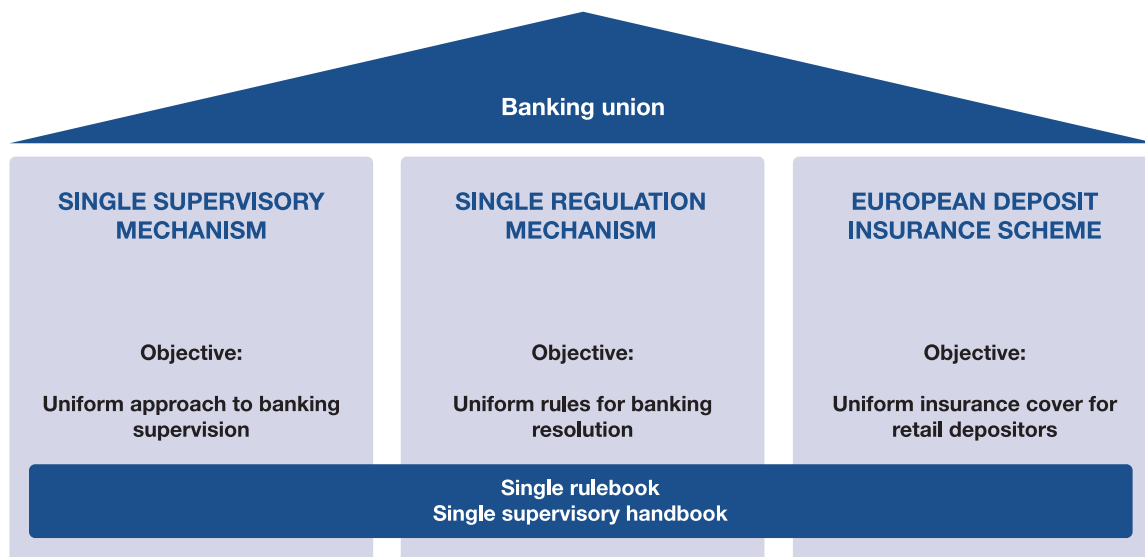 Banking union
SINGLE SUPERVISORY
MECHANISM
Objective:
Uniform approach to banking
supervision
SINGLE REGULATION
MECHANISM
Objective:
Uniform rules for banking
resolution
EUROPEAN DEPOSIT
INSURANCE SCHEME
Objective:
Uniform insurance cover for
retail depositors
Single rulebook
Single supervisory handbook